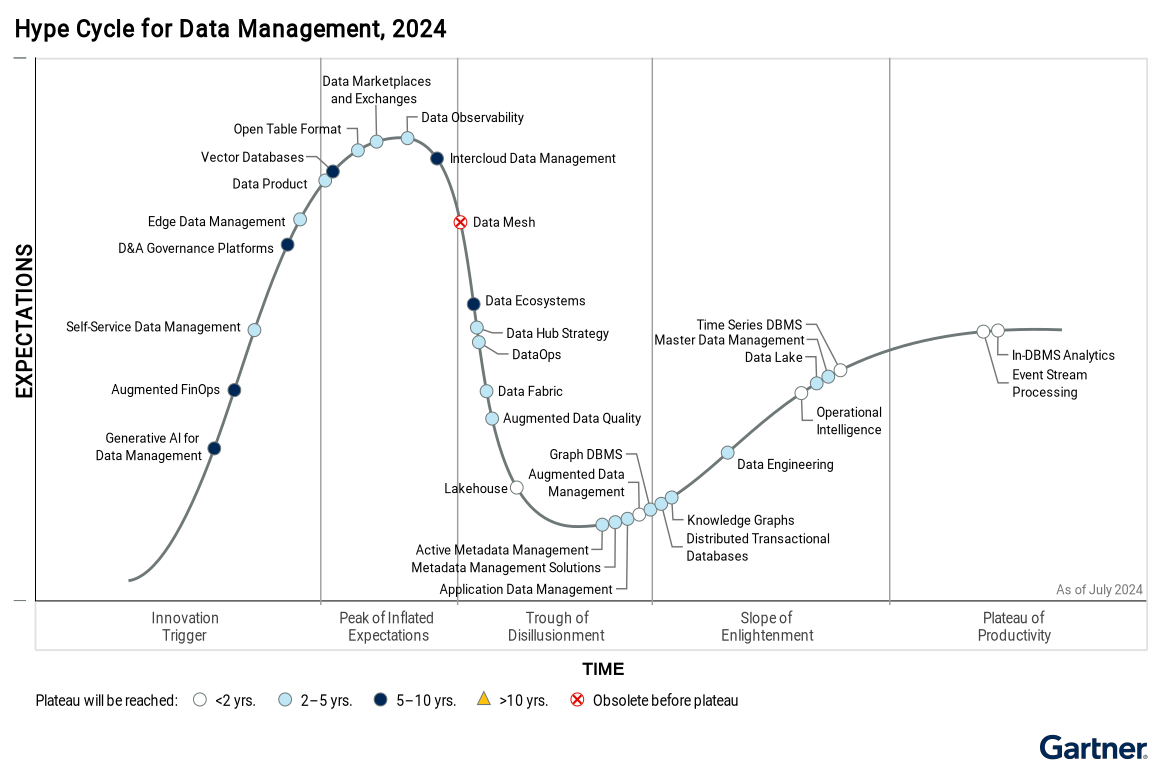 Hype Cycle for Data Management, 2024
Data Marketplaces
and Exchanges
Data Observability
Open Table Format
Vector Databases
Intercloud Data Management
Data Product
Edge Data Management
Data Mesh
D&A Governance Platforms
Data Ecosystems
Self-Service Data Management
Data Hub Strategy
DataOps
Augmented FinOps
Data Fabric
Augmented Data Quality
Generative AI for
Data Management
Lakehouse
Graph DBMS
Augmented Data
Management
Active Metadata Management
Metadata Management Solutions
Application Data Management
Knowledge Graphs
Distributed Transactional
Databases
Data Engineering
Time Series DBMS
Master Data Management
Data Lake
Operational
Intelligence
In-DBMS Analytics
Event Stream
Processing
EXPECTATIONS
As of July 2024
Innovation
Trigger
Peak of Inflated
Expectations
Trough of
Disillusionment
Slope of
Enlightenment
Plateau of
Productivity
TIME
Plateau will be reached: <2 yrs. 2–5 yrs. 5–10 yrs. >10 yrs. Obsolete before plateau
Gartner®